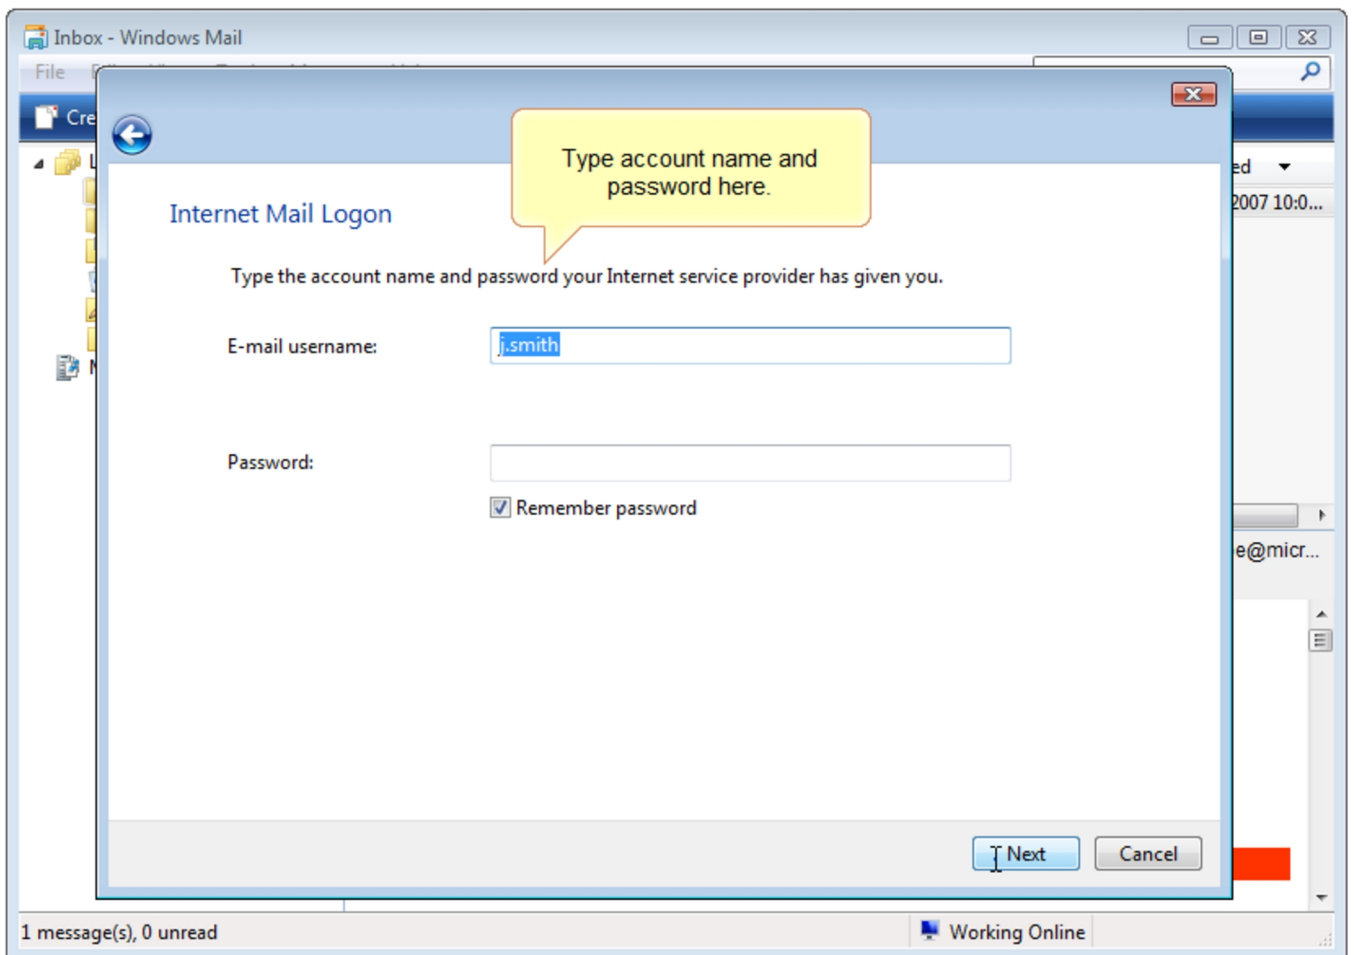 Inbox - Windows Mail
File
Cre
Type account name and
password here.
Internet Mail Logon
Type the account name and password your Internet service provider has given you.
E-mail username:
j.smith
Password:
Remember password
ed
2007 10:0...
e@micr...
Next
Cancel
1 message(s), 0 unread
Working Online